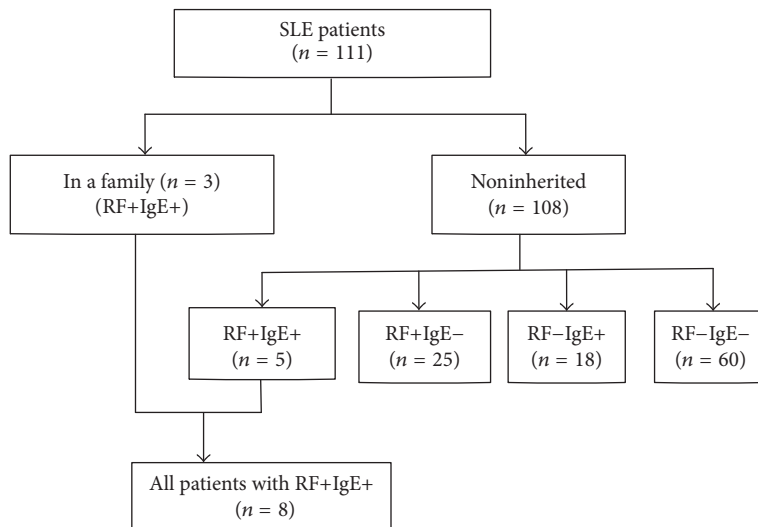 SLE patients
(n = 111)
In a family (n = 3)
(RF+IgE+)
Noninherited
(n = 108)
RF+IgE+
(n = 5)
RF+IgE−
(n = 25)
RF−IgE+
(n = 18)
RF−IgE−
(n = 60)
All patients with RF+IgE+
(n = 8)